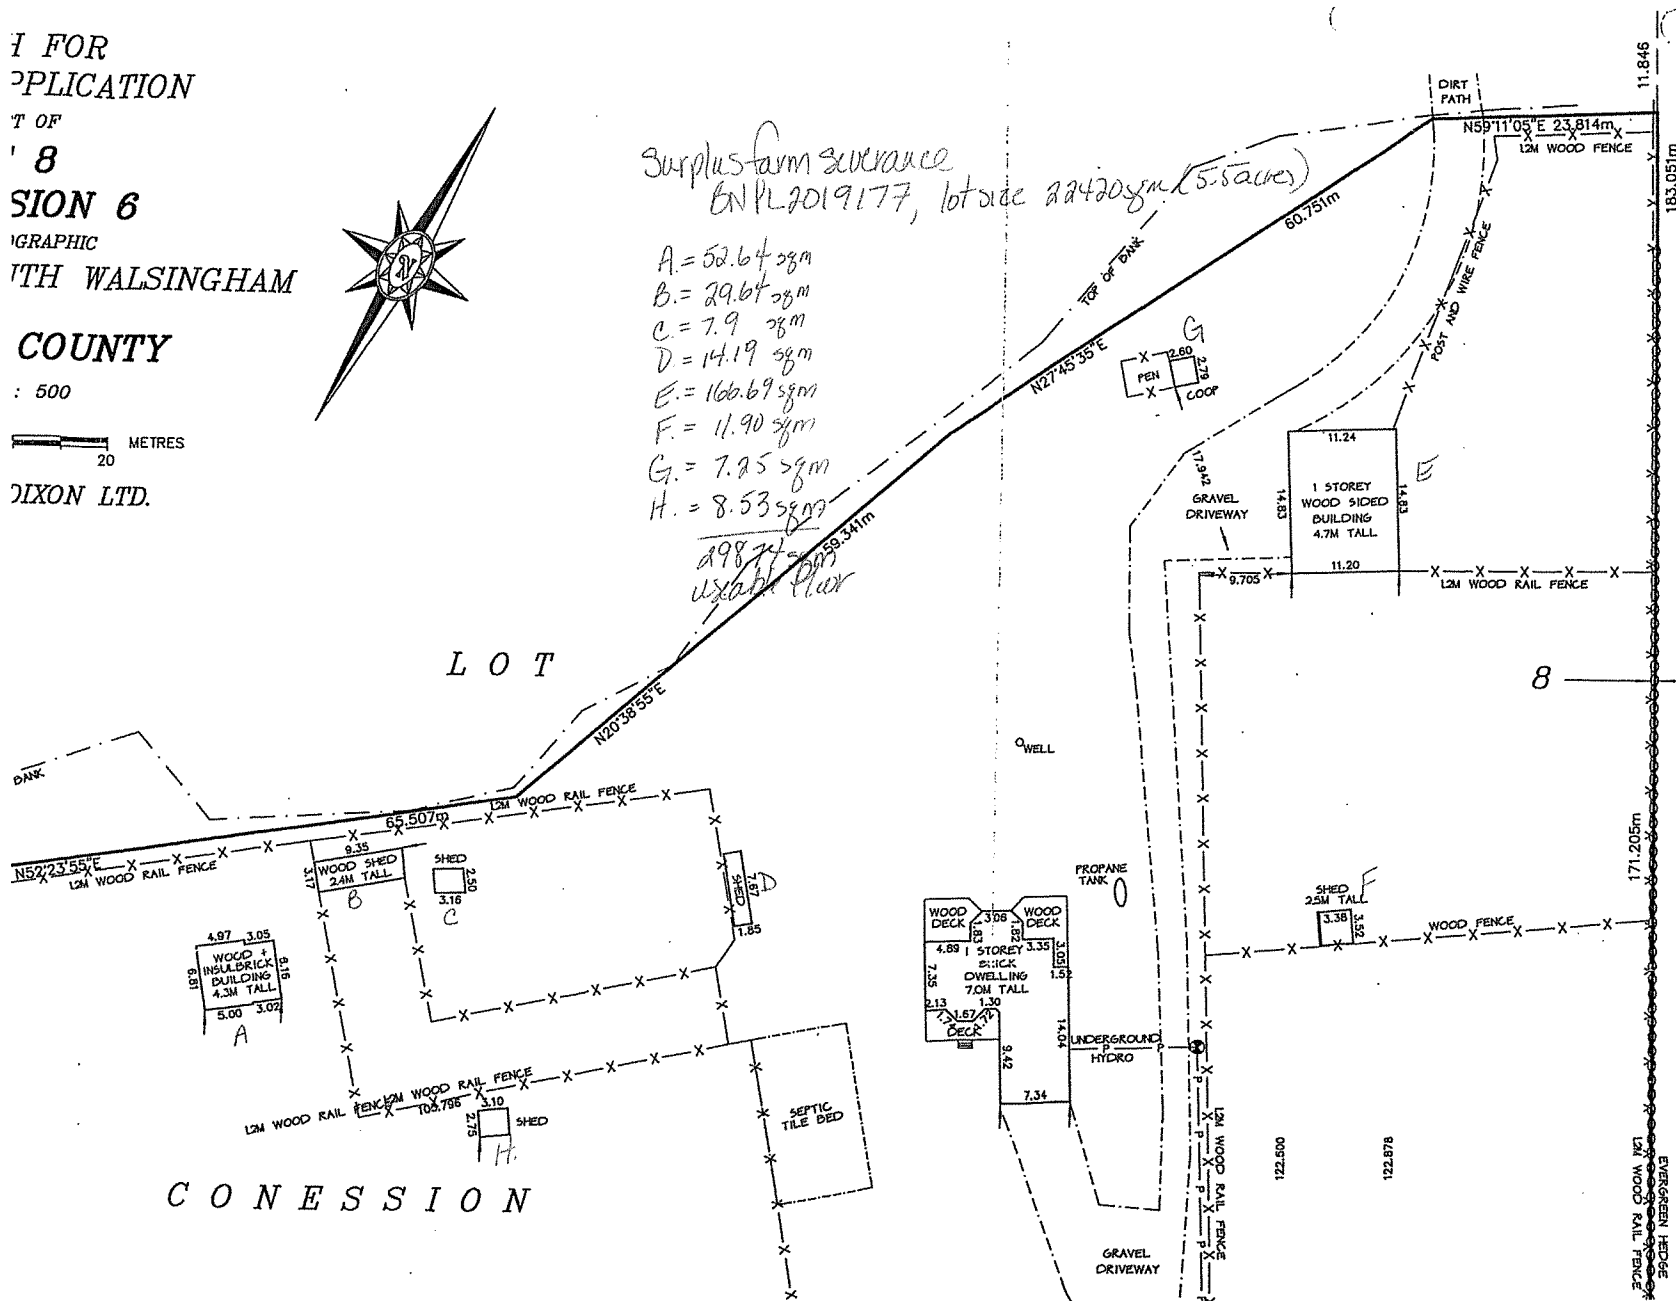 H FOR
PPLICATION
T OF
8
SION 6
GRAPHIC
TH WALSINGHAM
COUNTY
: 500
METRES
20
DIXON LTD.
Surplus farm severance
BNPL2019177, lot size 22420sqm (5.5acres)
A.= 52.64 sqm
B.= 29.64 sqm
C.= 7.9 sqm
D.= 14.19 sqm
E.= 166.69 sqm
F.= 11.90 sqm
G.= 7.25 sqm
H.= 8.53 sqm
298.74 sqm
useable floor
DIRT
PATH
11.846
183.051m
N59°11'05"E 23.814m
1.2M WOOD FENCE
60.751m
TOP OF BANK
N27°45'35"E
POST AND WIRE FENCE
G
2.60
2.79
PEN
COOP
17.942
GRAVEL
DRIVEWAY
11.24
14.83
14.83
1 STOREY
WOOD SIDED
BUILDING
4.7M TALL
E
11.20
9.705
1.2M WOOD RAIL FENCE
59.341m
L O T
8
N20°38'55"E
WELL
BANK
1.2M WOOD RAIL FENCE
65.507m
N52°23'55"E
1.2M WOOD RAIL FENCE
9.35
3.17
WOOD SHED
2.4M TALL
B
SHED
2.50
3.16
C
SHED
7.67
D
1.85
4.97 3.05
6.81
8.16
WOOD +
INSULBRICK
BUILDING
4.3M TALL
5.00 3.02
A
PROPANE
TANK
WOOD
DECK
3.06
WOOD
DECK
1.83
1.82
4.89
3.35
3.05
1.52
7.35
1 STOREY
BRICK
DWELLING
7.0M TALL
2.13
1.30
1.67
1.72
DECK
9.42
14.04
7.34
UNDERGROUND
HYDRO
P
P
171.205m
SHED
2.5M TALL
F
3.38
3.52
WOOD FENCE
1.2M WOOD RAIL FENCE
1.2M WOOD RAIL FENCE
105.796
3.10
2.75
SHED
H.
SEPTIC
TILE BED
C O N E S S I O N
GRAVEL
DRIVEWAY
1.2M WOOD RAIL FENCE
P
P
P
P
122.500
122.878
1.2M WOOD RAIL FENCE
EVERGREEN HEDGE